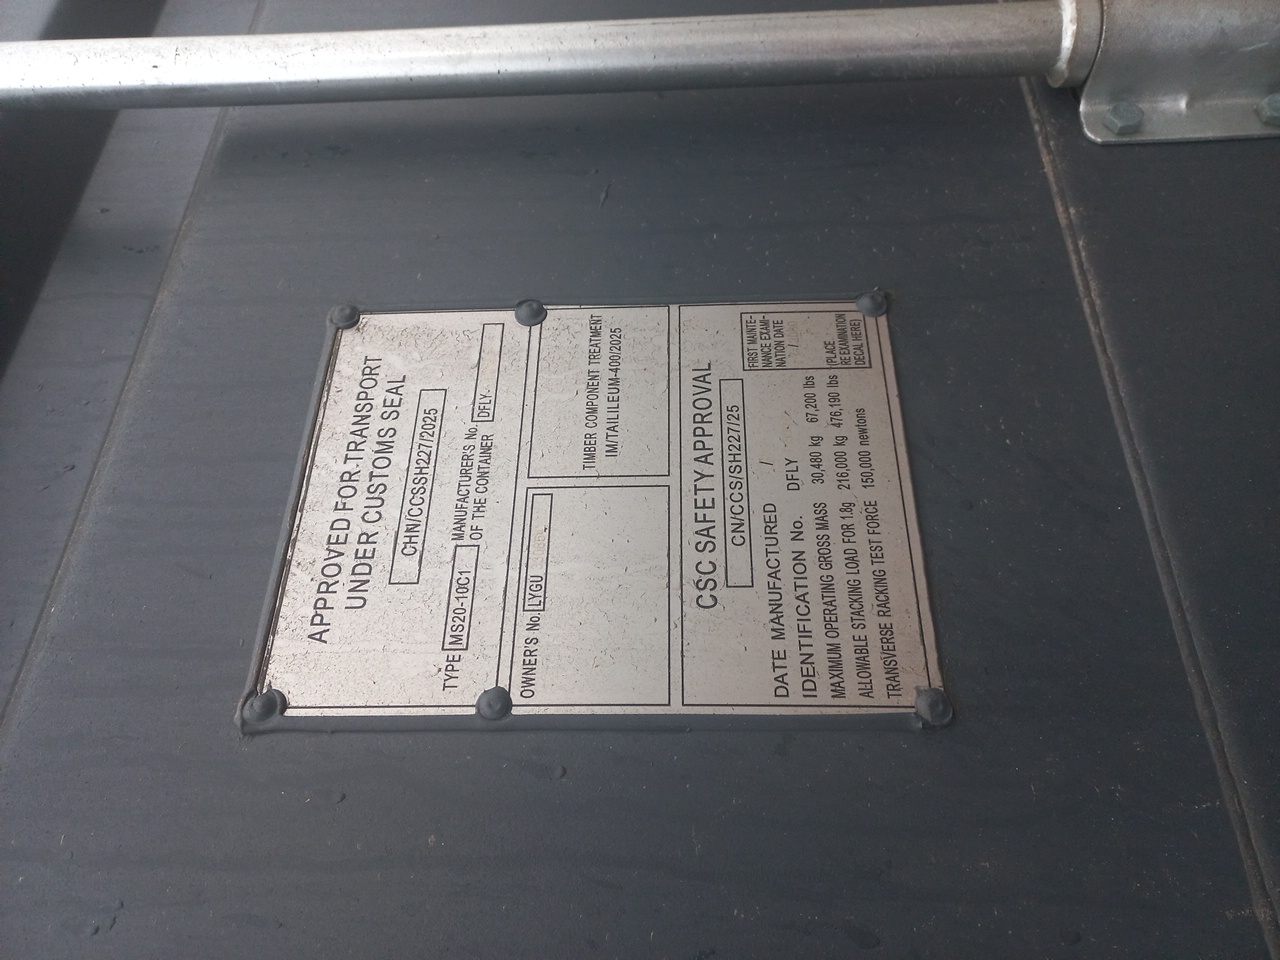 APPROVED FOR TRANSPORT
UNDER CUSTOMS SEAL
CHN/CCSSH227/2025
TYPE MS20-10C1 MANUFACTURER'S No. OF THE CONTAINER DFLY
OWNER'S No. LYGU
TIMBER COMPONENT TREATMENT
IM/TAILILEUM-400/2025
CSC SAFETY APPROVAL
CN/CCS/SH227/25
DATE MANUFACTURED /
IDENTIFICATION No. DFLY
MAXIMUM OPERATING GROSS MASS 30,480 kg 67,200 lbs
ALLOWABLE STACKING LOAD FOR 1.8g 216,000 kg 476,190 lbs
TRANSVERSE RACKING TEST FORCE 150,000 newtons
FIRST MAINTE-
NANCE EXAMI-
NATION DATE
/
(PLACE
RE EXAMINATION
DECAL HERE)